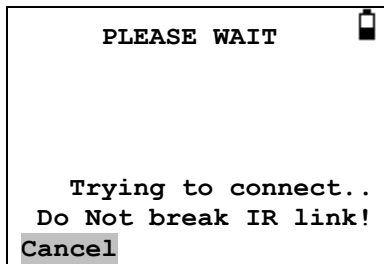 PLEASE WAIT
Trying to connect..
Do Not break IR link!
Cancel